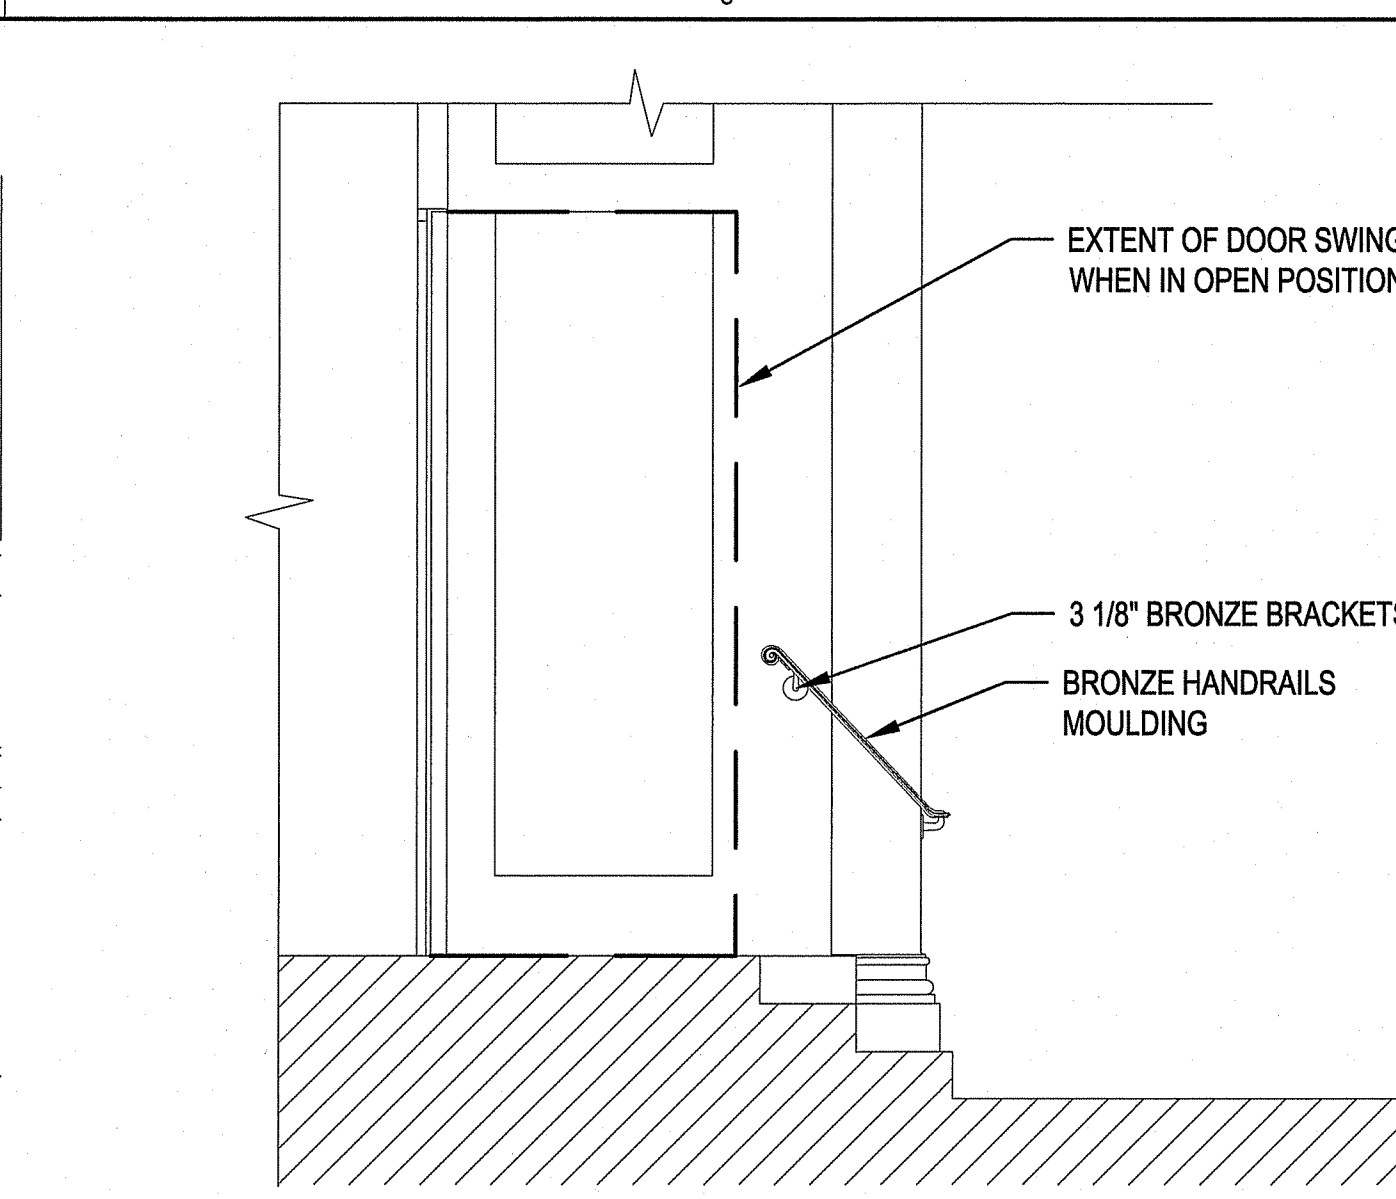 EXTENT OF DOOR SWING
WHEN IN OPEN POSITION
3 1/8" BRONZE BRACKETS
BRONZE HANDRAILS
MOULDING